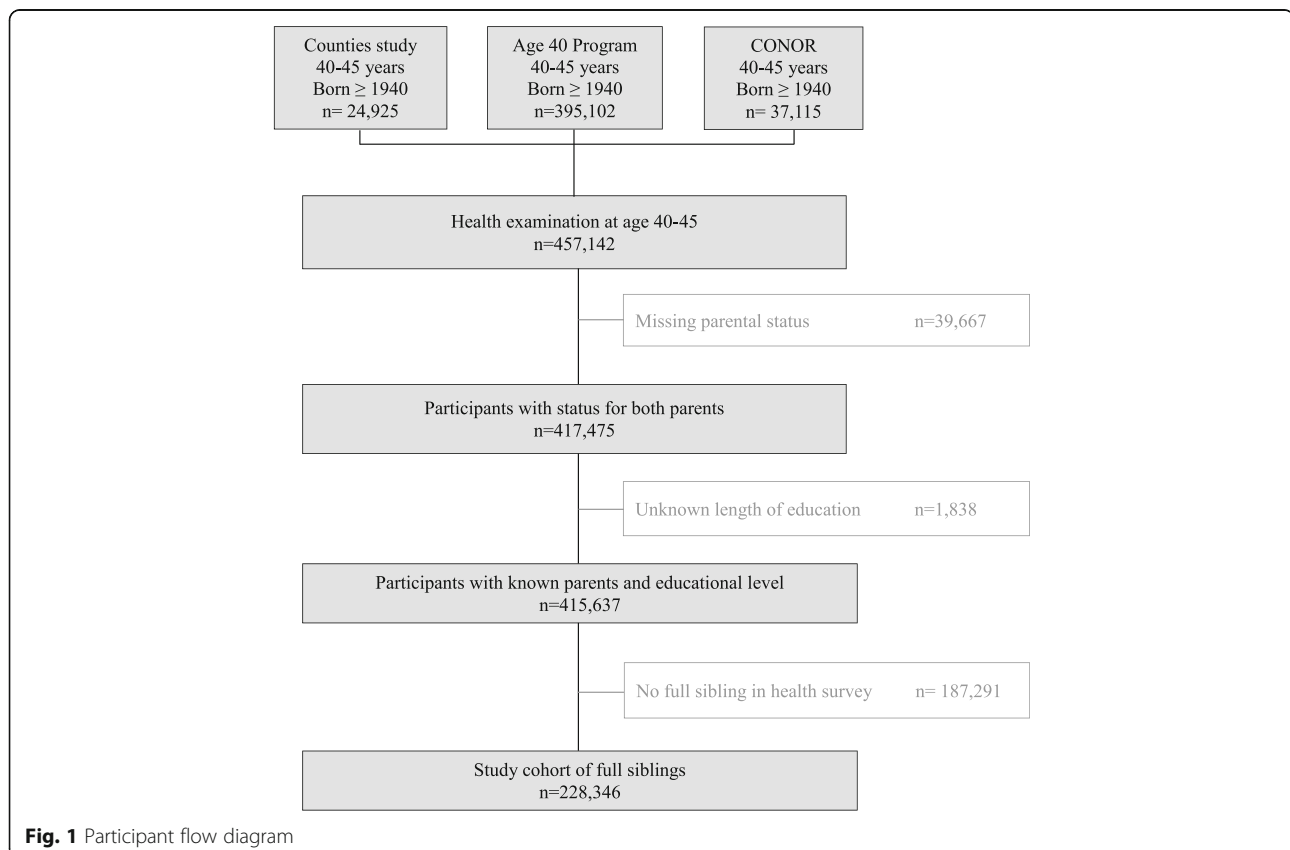 Counties study
40-45 years
Born ≥ 1940
n= 24,925
Age 40 Program
40-45 years
Born ≥ 1940
n=395,102
CONOR
40-45 years
Born ≥ 1940
n= 37,115
Health examination at age 40-45
n=457,142
Missing parental status n=39,667
Participants with status for both parents
n=417,475
Unknown length of education n=1,838
Participants with known parents and educational level
n=415,637
No full sibling in health survey n= 187,291
Study cohort of full siblings
n=228,346
Fig. 1 Participant flow diagram